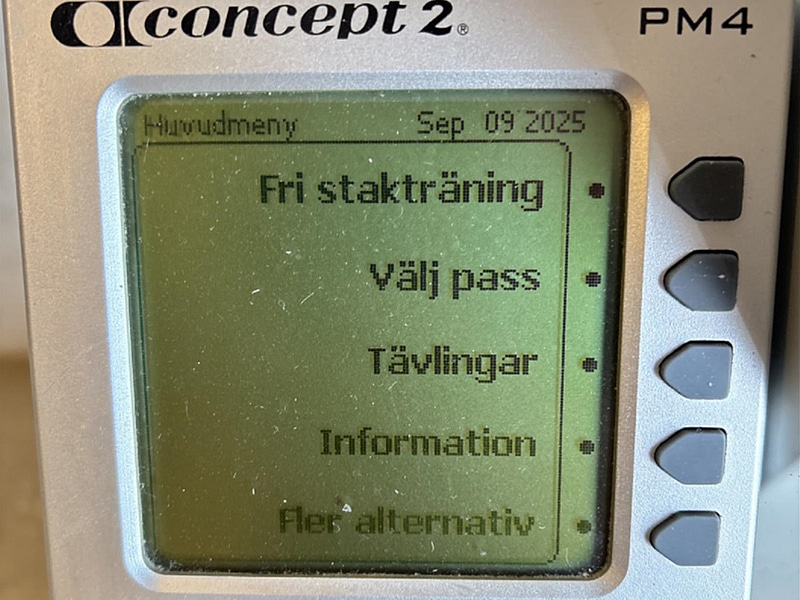 concept 2® PM4
Huvudmeny Sep 09 2025
Fri stakträning
Välj pass
Tävlingar
Information
Fler alternativ